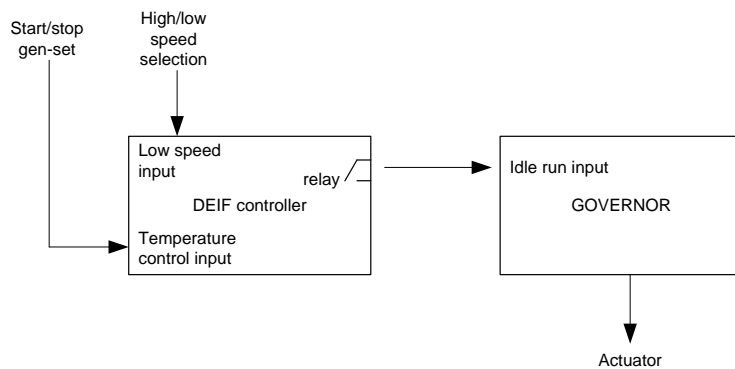 Start/stop
gen-set
High/low
speed
selection
Low speed
input
relay
DEIF controller
Temperature
control input
Idle run input
GOVERNOR
Actuator